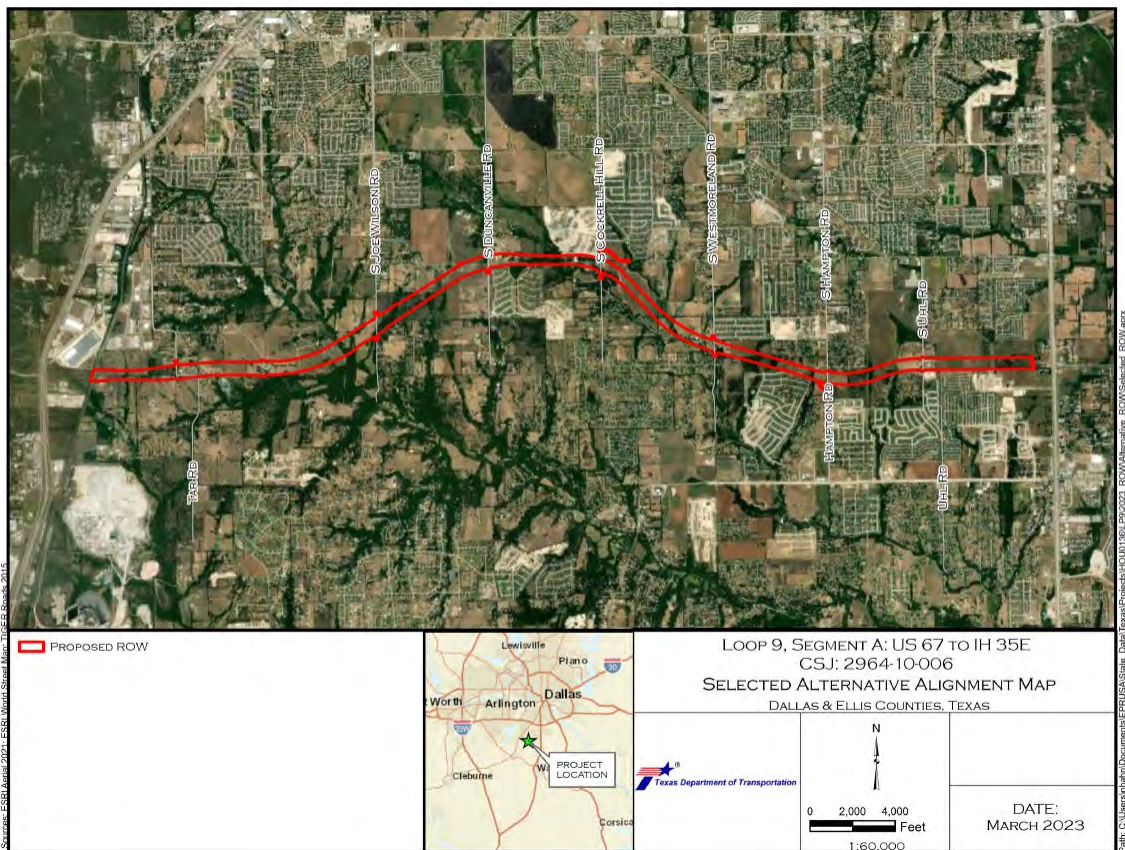 S JOE WILSON RD
S DUNCANVILLE RD
S COCKRELL HILL RD
S WESTMORELAND RD
S HAMPTON RD
S UHL RD
TAR RD
HAMPTON RD
UHL RD
PROPOSED ROW
Lewisville
Plano
30
t Worth
Arlington
Dallas
35W
PROJECT
LOCATION
Cleburne
Wa
Corsica
LOOP 9, SEGMENT A: US 67 TO IH 35E
CSJ: 2964-10-006
SELECTED ALTERNATIVE ALIGNMENT MAP
DALLAS & ELLIS COUNTIES, TEXAS
Texas Department of Transportation
N
0 2,000 4,000
Feet
1:60,000
DATE:
MARCH 2023
Sources: ESRI Aerial 2021; ESRI World Street Map; TIGER Roads 2015